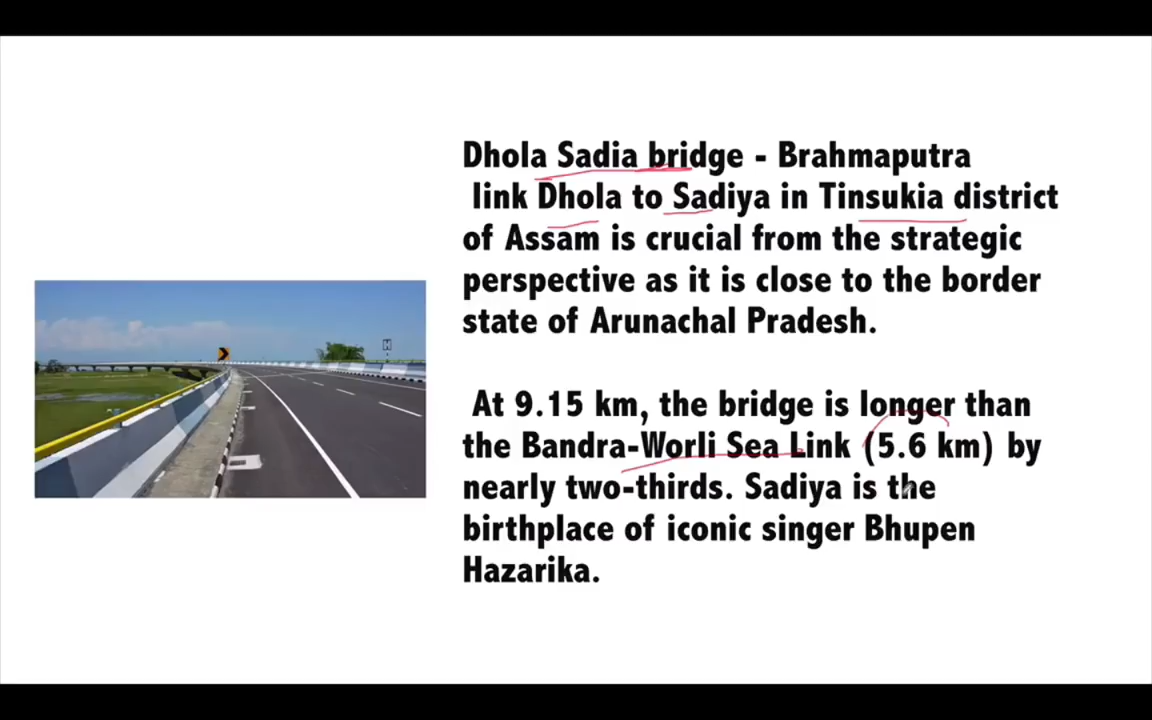 Dhola Sadia bridge - Brahmaputra
link Dhola to Sadiya in Tinsukia district
of Assam is crucial from the strategic
perspective as it is close to the border
state of Arunachal Pradesh.
At 9.15 km, the bridge is longer than
the Bandra-Worli Sea Link (5.6 km) by
nearly two-thirds. Sadiya is the
birthplace of iconic singer Bhupen
Hazarika.